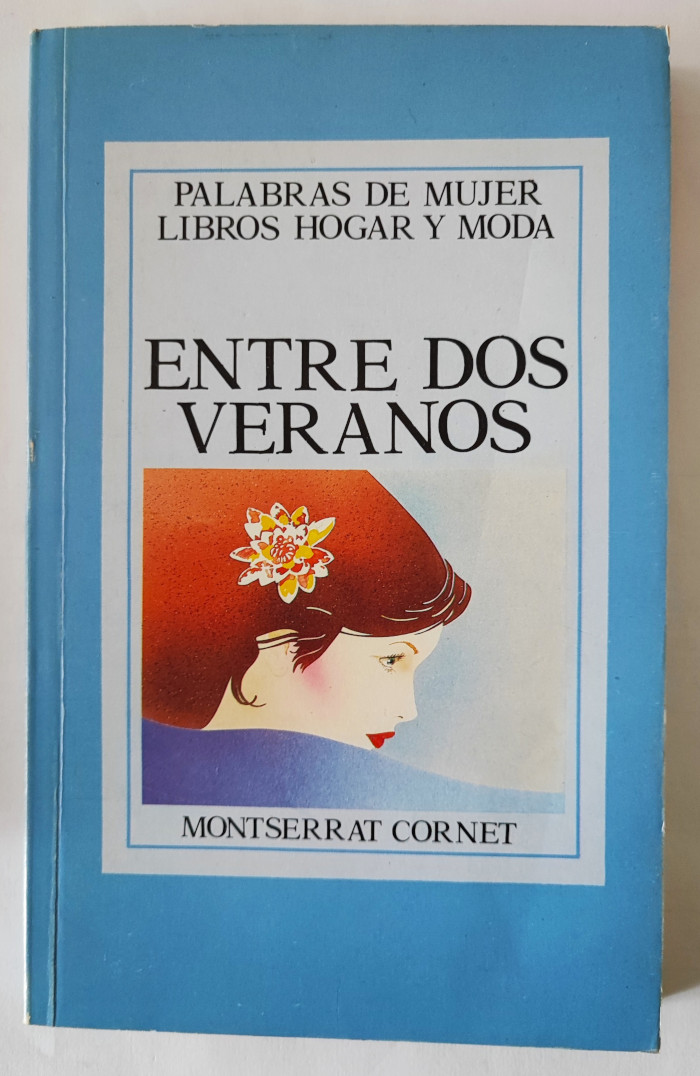 PALABRAS DE MUJER
LIBROS HOGAR Y MODA
ENTRE DOS
VERANOS
MONTSERRAT CORNET